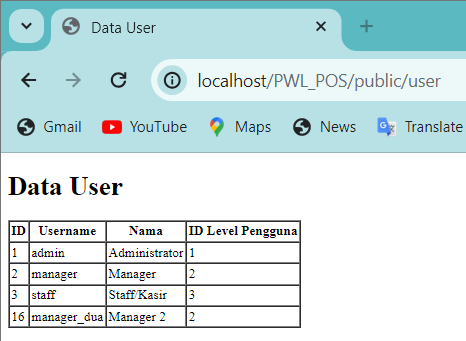 Data User
localhost/PWL_POS/public/user
Gmail YouTube Maps News Translate
Data User
ID Username Nama ID Level Pengguna
1 admin Administrator 1
2 manager Manager 2
3 staff Staff/Kasir 3
16 manager_dua Manager 2 2